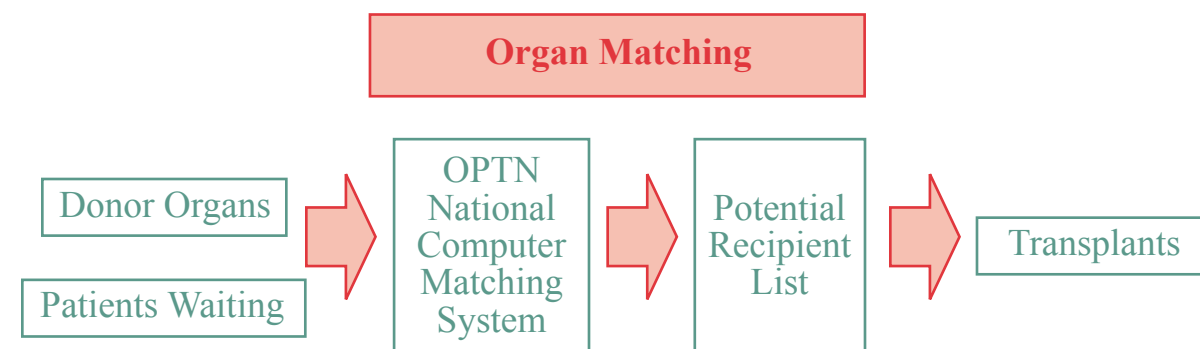 Organ Matching
Donor Organs
Patients Waiting
OPTN
National
Computer
Matching
System
Potential
Recipient
List
Transplants